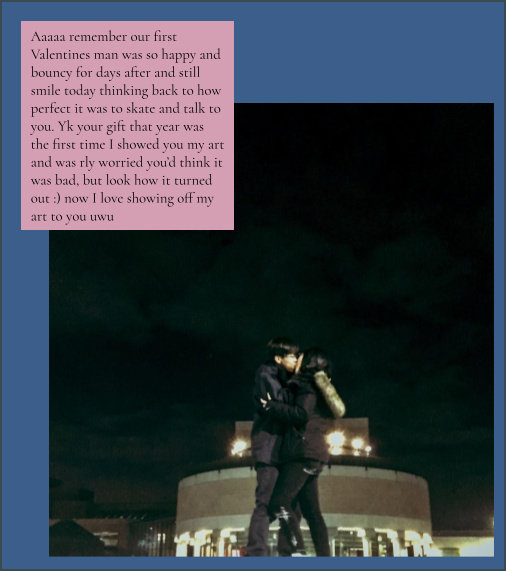 Aaaaa remember our first
Valentines man was so happy and
bouncy for days after and still
smile today thinking back to how
perfect it was to skate and talk to
you. Yk your gift that year was
the first time I showed you my art
and was rly worried you'd think it
was bad, but look how it turned
out :) now I love showing off my
art to you uwu